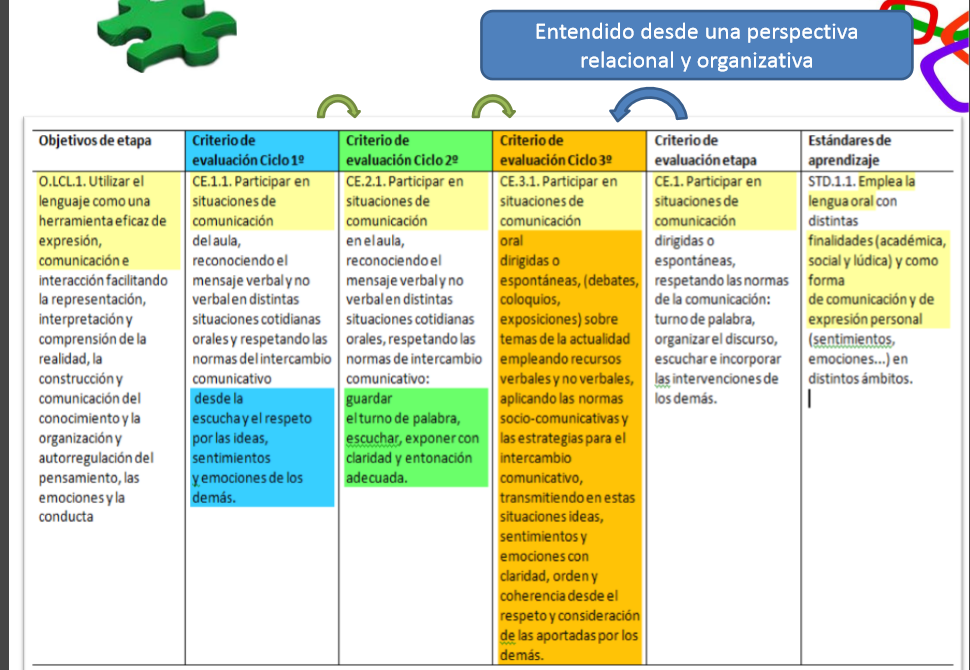 Entendido desde una perspectiva
relacional y organizativa
Objetivos de etapa
Criterio de
evaluación Ciclo 1º
Criterio de
evaluación Ciclo 2º
Criterio de
evaluación Ciclo 3º
Criterio de
evaluación etapa
Estándares de
aprendizaje
O.LCL.1. Utilizar el
lenguaje como una
herramienta eficaz de
expresión,
comunicación e
interacción facilitando
la representación,
interpretación y
comprensión de la
realidad, la
construcción y
comunicación del
conocimiento y la
organización y
autorregulación del
pensamiento, las
emociones y la
conducta
CE.1.1. Participar en
situaciones de
comunicación
del aula,
reconociendo el
mensaje verbal y no
verbal en distintas
situaciones cotidianas
orales y respetando las
normas del intercambio
comunicativo
desde la
escucha y el respeto
por las ideas,
sentimientos
y emociones de los
demás.
CE.2.1. Participar en
situaciones de
comunicación
en el aula,
reconociendo el
mensaje verbal y no
verbal en distintas
situaciones cotidianas
orales, respetando las
normas de intercambio
comunicativo:
guardar
el turno de palabra,
escuchar, exponer con
claridad y entonación
adecuada.
CE.3.1. Participar en
situaciones de
comunicación
oral
dirigidas o
espontáneas, (debates,
coloquios,
exposiciones) sobre
temas de la actualidad
empleando recursos
verbales y no verbales,
aplicando las normas
socio-comunicativas y
las estrategias para el
intercambio
comunicativo,
transmitiendo en estas
situaciones ideas,
sentimientos y
emociones con
claridad, orden y
coherencia desde el
respeto y consideración
de las aportadas por los
demás.
CE.1. Participar en
situaciones de
comunicación
dirigidas o
espontáneas,
respetando las normas
de la comunicación:
turno de palabra,
organizar el discurso,
escuchar e incorporar
las intervenciones de
los demás.
STD.1.1. Emplea la
lengua oral con
distintas
finalidades (académica,
social y lúdica) y como
forma
de comunicación y de
expresión personal
(sentimientos,
emociones...) en
distintos ámbitos.